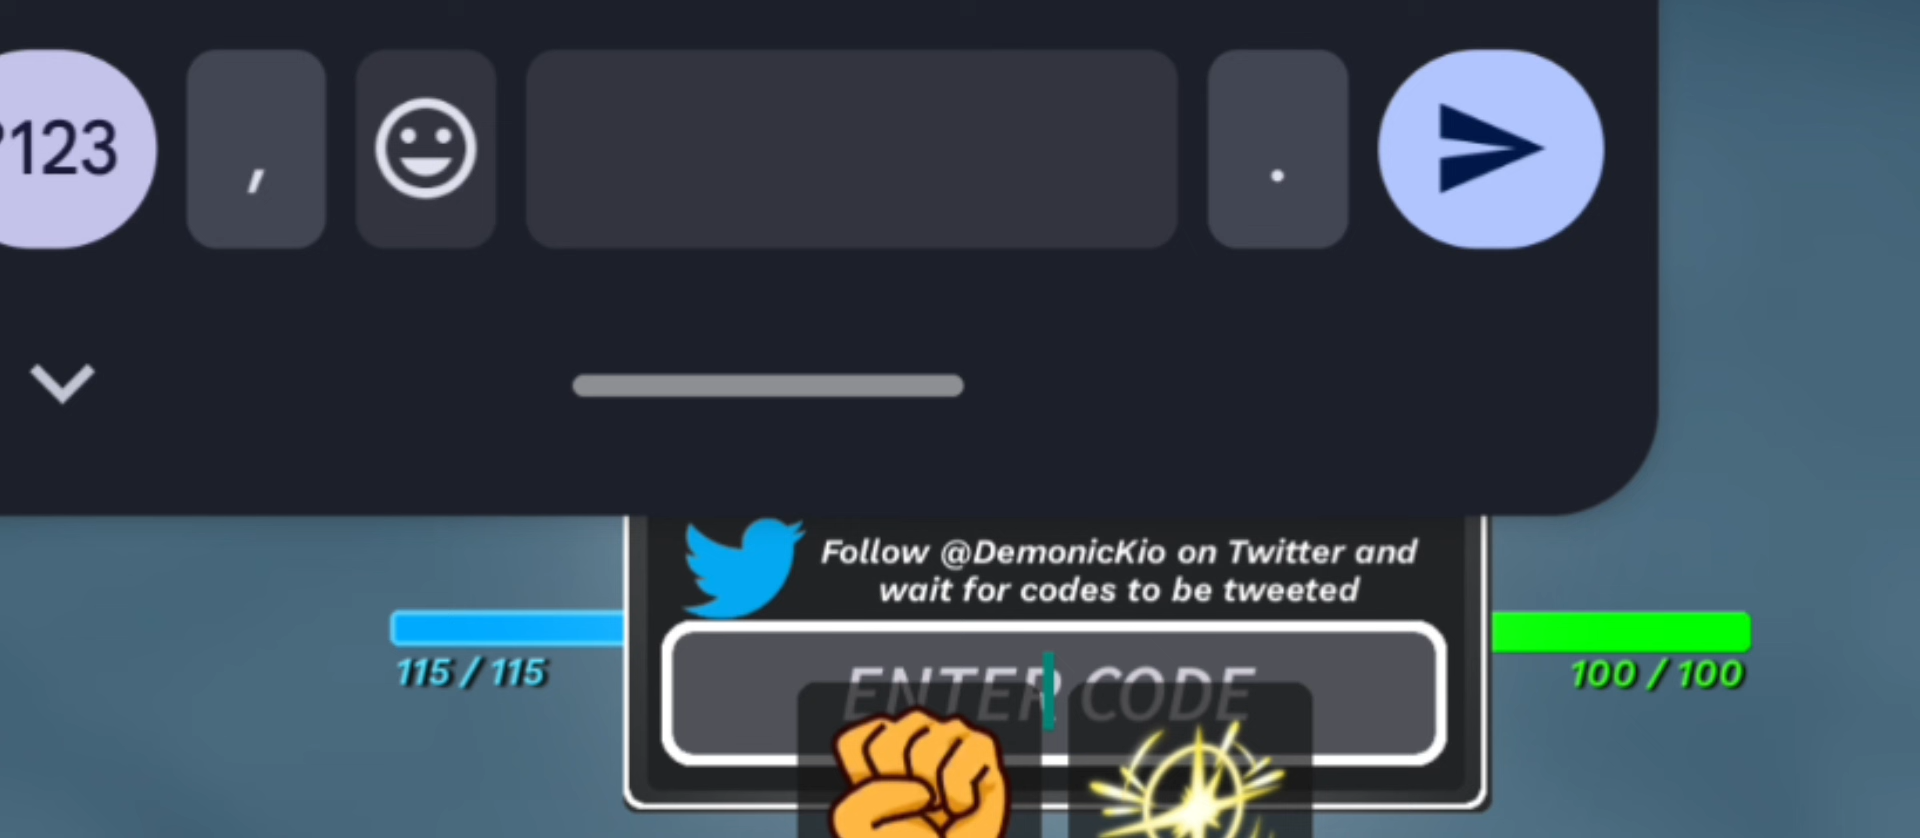 ?123
,
.
Follow @DemonicKio on Twitter and
wait for codes to be tweeted
115 / 115
100 / 100
ENTER CODE